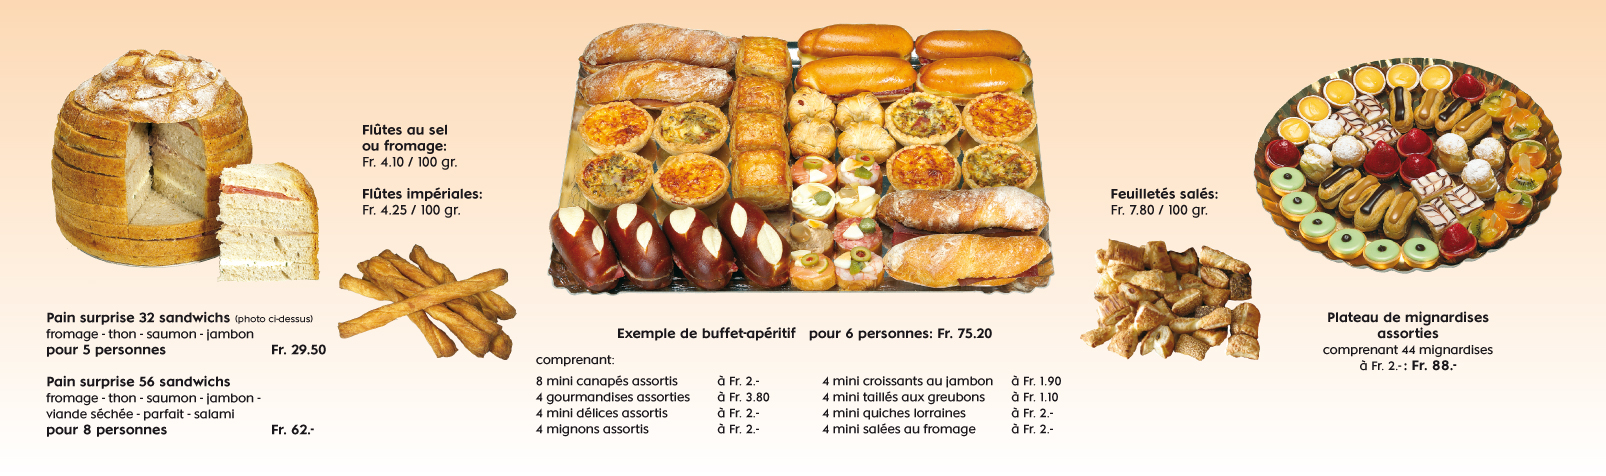 Pain surprise 32 sandwichs (photo ci-dessus)
fromage - thon - saumon - jambon
pour 5 personnes Fr. 29.50
Pain surprise 56 sandwichs
fromage - thon - saumon - jambon -
viande séchée - parfait - salami
pour 8 personnes Fr. 62.-
Flûtes au sel
ou fromage:
Fr. 4.10 / 100 gr.
Flûtes impériales:
Fr. 4.25 / 100 gr.
Exemple de buffet-apéritif pour 6 personnes: Fr. 75.20
comprenant:
8 mini canapés assortis à Fr. 2.-
4 gourmandises assorties à Fr. 3.80
4 mini délices assortis à Fr. 2.-
4 mignons assortis à Fr. 2.-
4 mini croissants au jambon à Fr. 1.90
4 mini taillés aux greubons à Fr. 1.10
4 mini quiches lorraines à Fr. 2.-
4 mini salées au fromage à Fr. 2.-
Feuilletés salés:
Fr. 7.80 / 100 gr.
Plateau de mignardises
assorties
comprenant 44 mignardises
à Fr. 2.-: Fr. 88.-